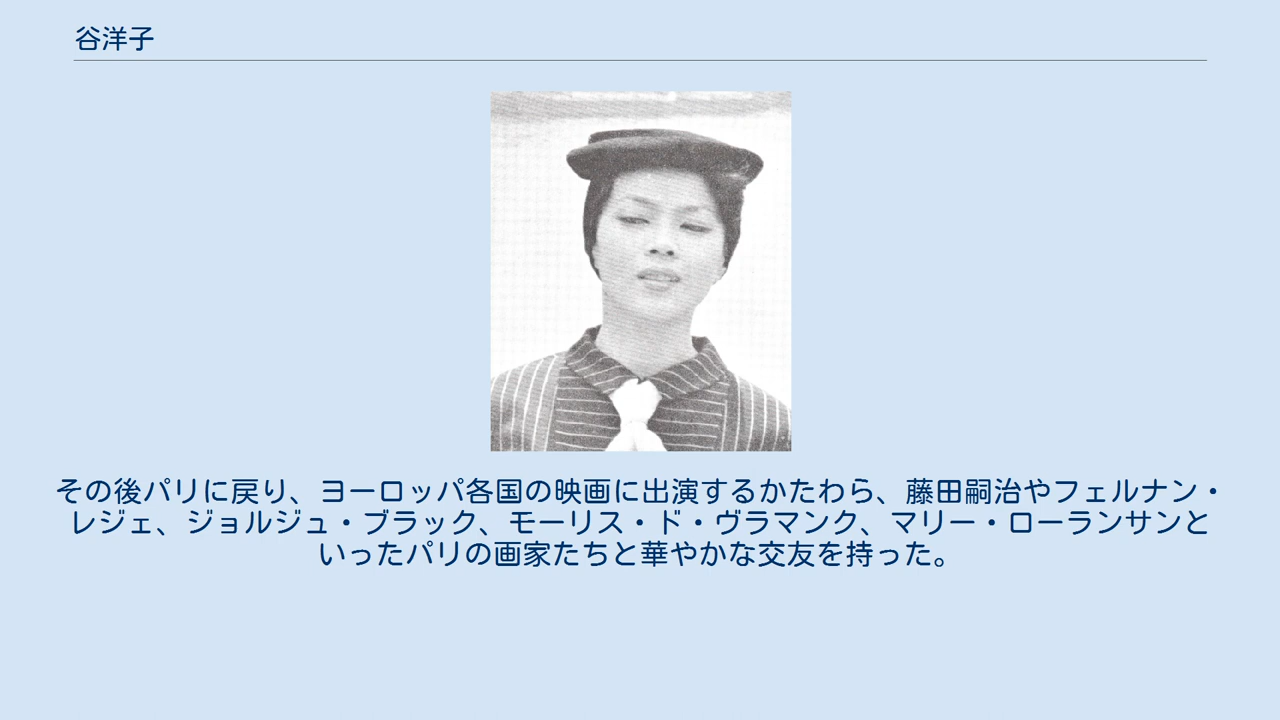 谷洋子
その後パリに戻り、ヨーロッパ各国の映画に出演するかたわら、藤田嗣治やフェルナン・
レジェ、ジョルジュ・ブラック、モーリス・ド・ヴラマンク、マリー・ローランサンと
いったパリの画家たちと華やかな交友を持った。